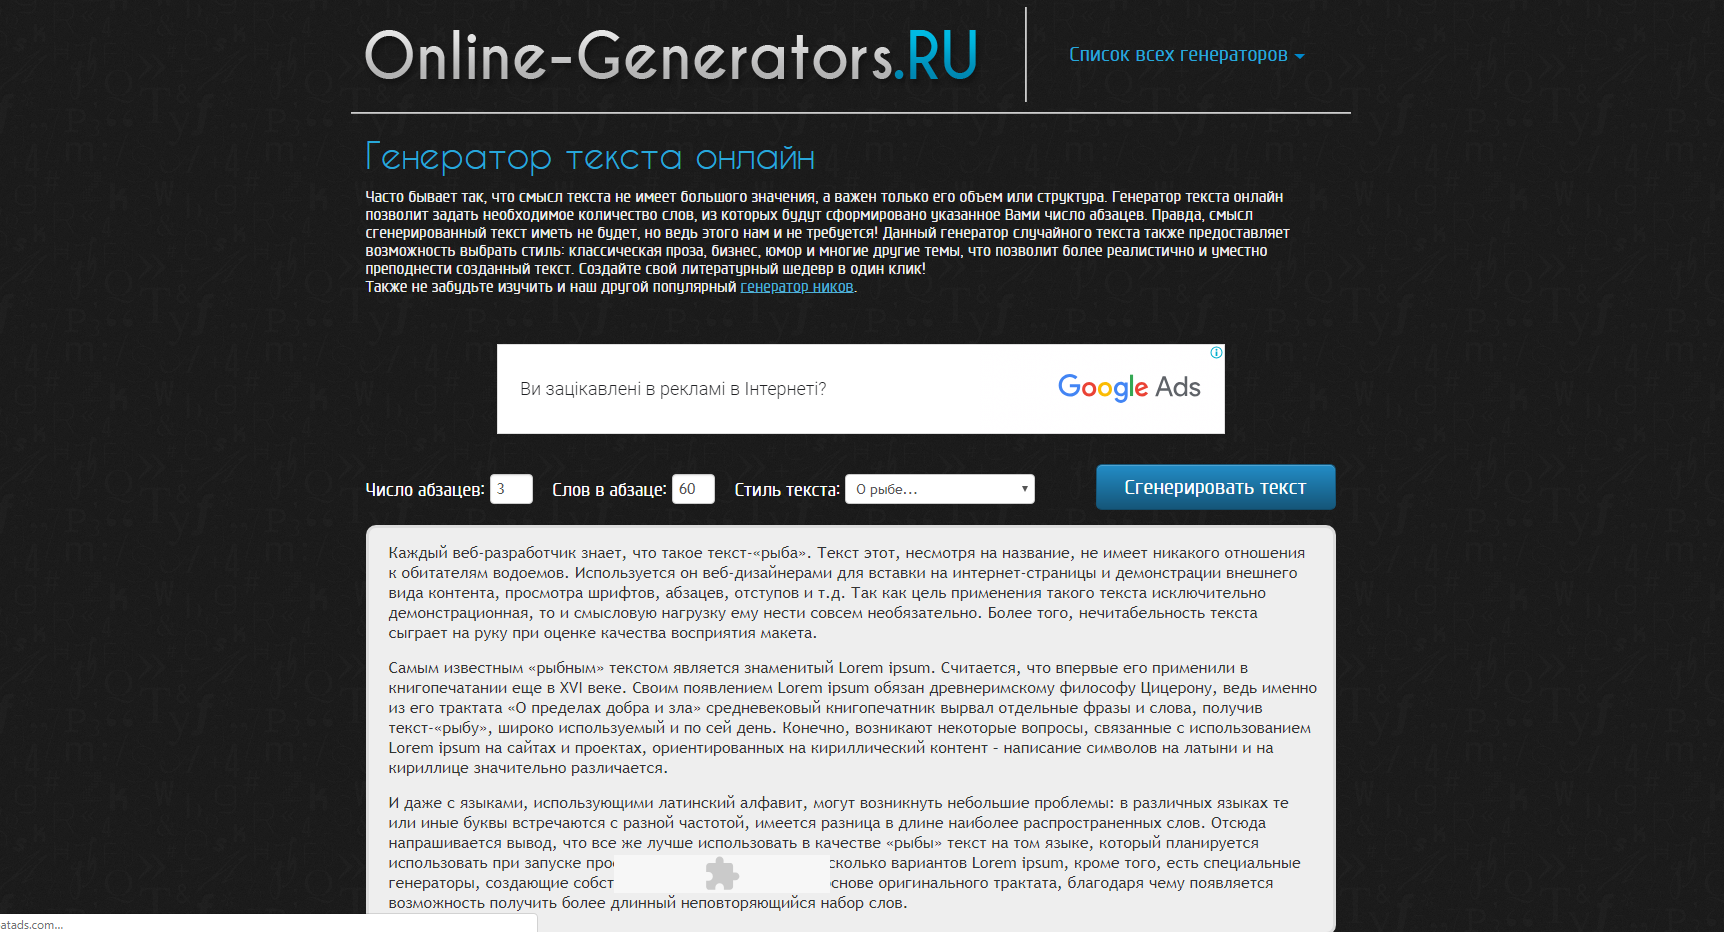 Online-Generators.RU
Список всех генераторов
Генератор текста онлайн
Часто бывает так, что смысл текста не имеет большого значения, а важен только его объем или структура. Генератор текста онлайн
позволит задать необходимое количество слов, из которых будут сформировано указанное Вами число абзацев. Правда, смысл
сгенерированный текст иметь не будет, но ведь этого нам и не требуется! Данный генератор случайного текста также предоставляет
возможность выбрать стиль: классическая проза, бизнес, юмор и многие другие темы, что позволит более реалистично и уместно
преподнести созданный текст. Создайте свой литературный шедевр в один клик!
Также не забудьте изучить и наш другой популярный генератор ников.
Ви зацікавлені в рекламі в Інтернеті?
Google Ads
Число абзацев: 3 Слов в абзаце: 60 Стиль текста: О рыбе... Сгенерировать текст
Каждый веб-разработчик знает, что такое текст-«рыба». Текст этот, несмотря на название, не имеет никакого отношения
к обитателям водоемов. Используется он веб-дизайнерами для вставки на интернет-страницы и демонстрации внешнего
вида контента, просмотра шрифтов, абзацев, отступов и т.д. Так как цель применения такого текста исключительно
демонстрационная, то и смысловую нагрузку ему нести совсем необязательно. Более того, нечитабельность текста
сыграет на руку при оценке качества восприятия макета.
Самым известным «рыбным» текстом является знаменитый Lorem ipsum. Считается, что впервые его применили в
книгопечатании еще в XVI веке. Своим появлением Lorem ipsum обязан древнеримскому философу Цицерону, ведь именно
из его трактата «О пределах добра и зла» средневековый книгопечатник вырвал отдельные фразы и слова, получив
текст-«рыбу», широко используемый и по сей день. Конечно, возникают некоторые вопросы, связанные с использованием
Lorem ipsum на сайтах и проектах, ориентированных на кириллический контент – написание символов на латыни и на
кириллице значительно различается.
И даже с языками, использующими латинский алфавит, могут возникнуть небольшие проблемы: в различных языках те
или иные буквы встречаются с разной частотой, имеется разница в длине наиболее распространенных слов. Отсюда
напрашивается вывод, что все же лучше использовать в качестве «рыбы» текст на том языке, который планируется
использовать при запуске сколько вариантов Lorem ipsum, кроме того, есть специальные
генераторы, создающие оригинального трактата, благодаря чему появляется
возможность получить более длинный неповторяющийся набор слов.
atads.com...